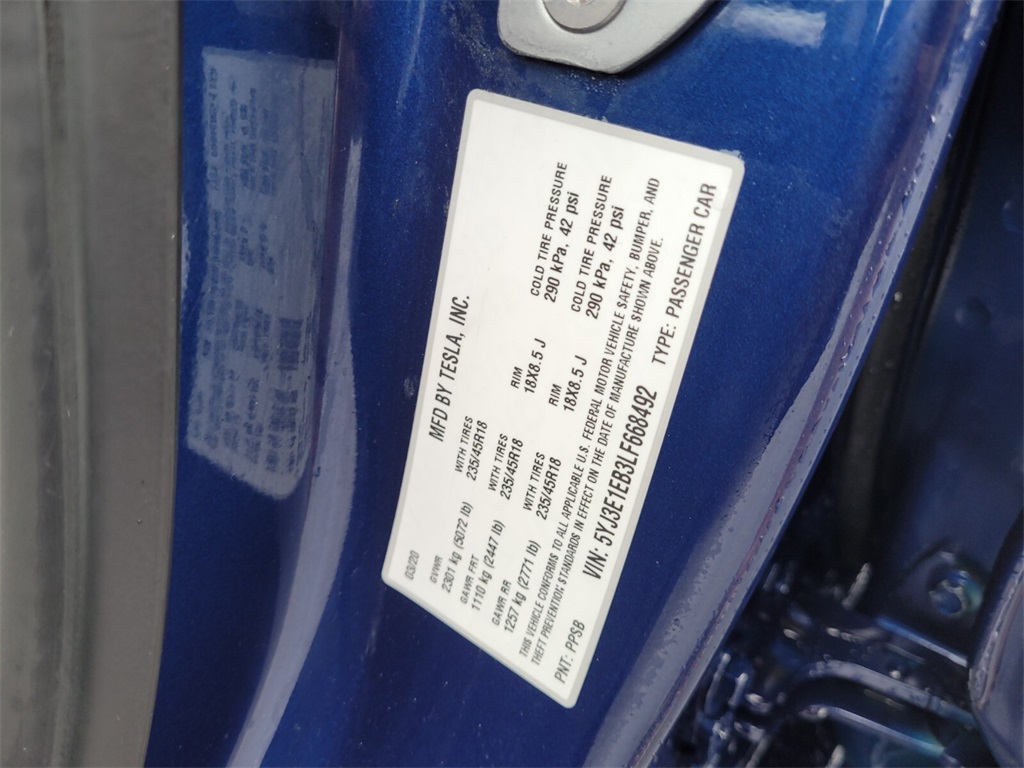 MFD BY TESLA, INC.
03/20
GVWR
2301 kg (5072 lb)
WITH TIRES
235/45R18
RIM
18X8.5 J
COLD TIRE PRESSURE
290 kPa, 42 psi
GAWR FRT
1110 kg (2447 lb)
WITH TIRES
235/45R18
RIM
18X8.5 J
COLD TIRE PRESSURE
290 kPa, 42 psi
GAWR RR
1257 kg (2771 lb)
WITH TIRES
235/45R18
THIS VEHICLE CONFORMS TO ALL APPLICABLE U.S. FEDERAL MOTOR VEHICLE SAFETY, BUMPER, AND
THEFT PREVENTION STANDARDS IN EFFECT ON THE DATE OF MANUFACTURE SHOWN ABOVE.
PNT: PPSB VIN: 5YJ3E1EB3LF668492 TYPE: PASSENGER CAR